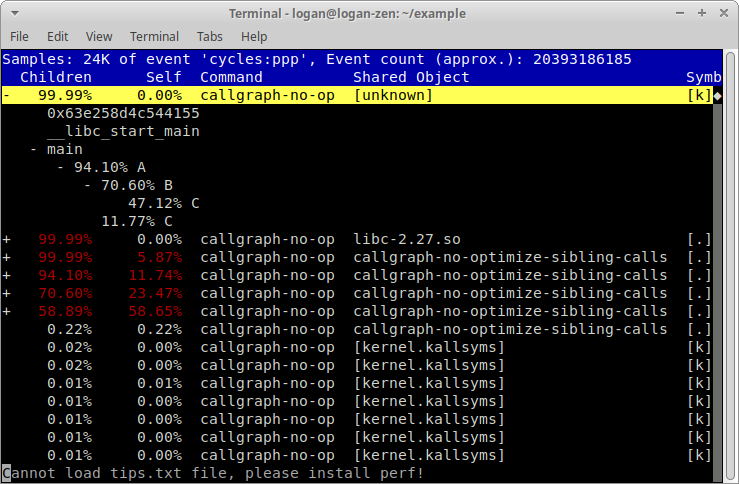 Terminal - logan@logan-zen: ~/example
File Edit View Terminal Tabs Help
Samples: 24K of event 'cycles:ppp', Event count (approx.): 20393186185
Children Self Command Shared Object Symb
- 99.99% 0.00% callgraph-no-op [unknown] [k]
0x63e258d4c544155
__libc_start_main
- main
- 94.10% A
- 70.60% B
47.12% C
11.77% C
+ 99.99% 0.00% callgraph-no-op libc-2.27.so [.]
+ 99.99% 5.87% callgraph-no-op callgraph-no-optimize-sibling-calls [.]
+ 94.10% 11.74% callgraph-no-op callgraph-no-optimize-sibling-calls [.]
+ 70.60% 23.47% callgraph-no-op callgraph-no-optimize-sibling-calls [.]
+ 58.89% 58.65% callgraph-no-op callgraph-no-optimize-sibling-calls [.]
0.22% 0.22% callgraph-no-op callgraph-no-optimize-sibling-calls [.]
0.02% 0.00% callgraph-no-op [kernel.kallsyms] [k]
0.02% 0.00% callgraph-no-op [kernel.kallsyms] [k]
0.01% 0.01% callgraph-no-op [kernel.kallsyms] [k]
0.01% 0.00% callgraph-no-op [kernel.kallsyms] [k]
0.01% 0.00% callgraph-no-op [kernel.kallsyms] [k]
0.01% 0.00% callgraph-no-op [kernel.kallsyms] [k]
0.01% 0.00% callgraph-no-op [kernel.kallsyms] [k]
Cannot load tips.txt file, please install perf!